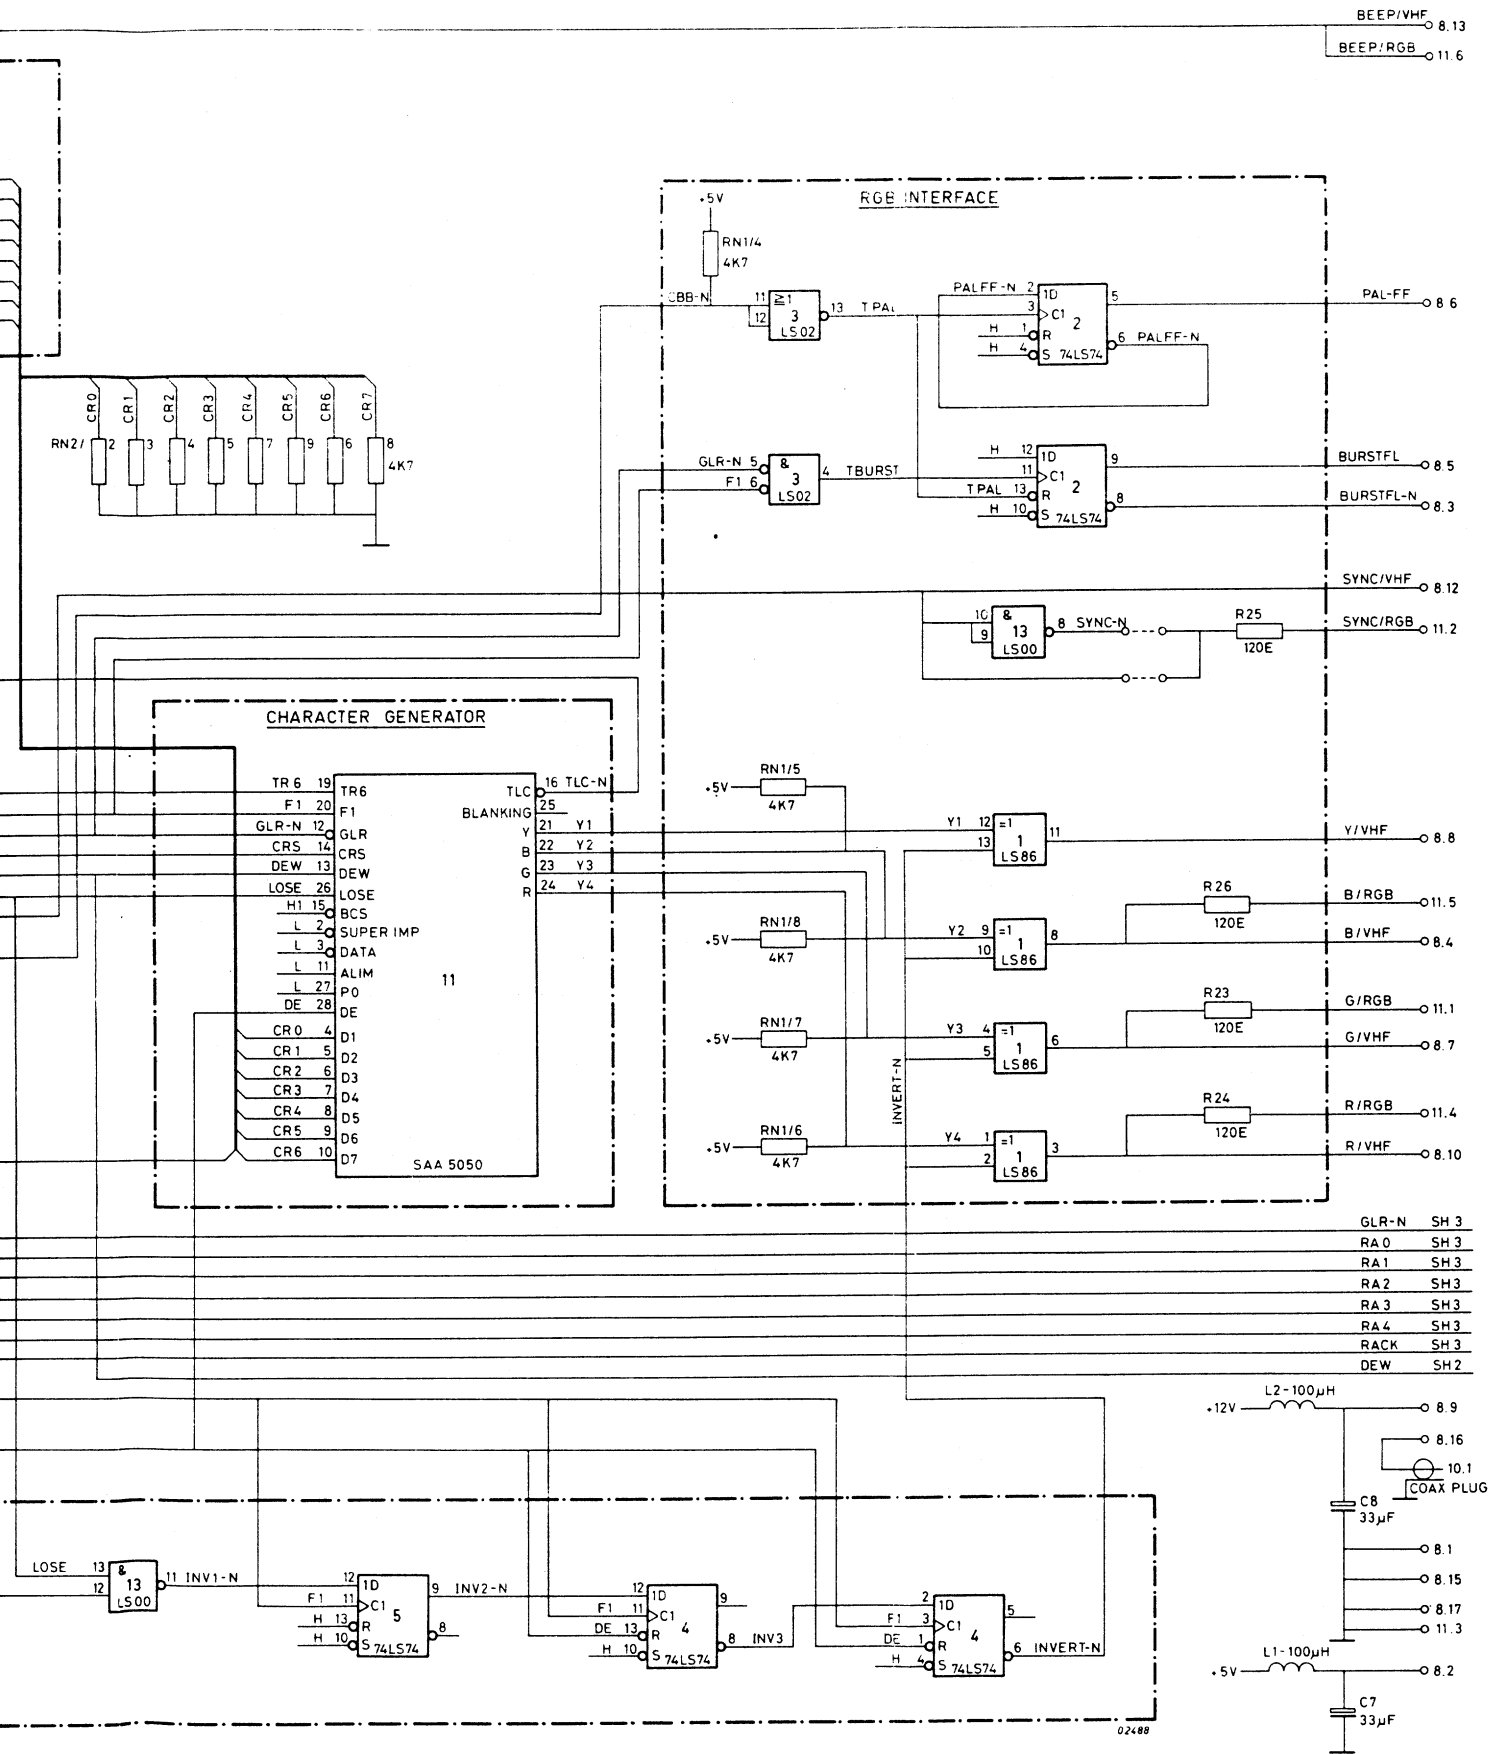 BEEP/VHF 8.13
BEEP/RGB 11.6
RGB INTERFACE
+5V
RN1/4
4K7
CBB-N 11 12 ≥1 3 LS02 13 TPAL
PALFF-N 2 1D 5 PAL-FF 8 6
3 C1 2
H 1 R 6 PALFF-N
H 4 S 74LS74
CR0 CR1 CR2 CR3 CR4 CR5 CR6 CR7
RN2/ 2 3 4 5 7 9 6 8
4K7
GLR-N 5 & 4 TBURST
F1 6 3
LS02
H 12 1D 9 BURSTFL 8.5
11 C1 2
TPAL 13 R 8 BURSTFL-N 8.3
H 10 S 74LS74
SYNC/VHF 8.12
10 & 8 SYNC-N R25 SYNC/RGB 11.2
9 13 120E
LS00
CHARACTER GENERATOR
TR6 19 TR6 TLC 16 TLC-N
F1 20 F1 BLANKING 25
GLR-N 12 GLR Y 21 Y1
CRS 14 CRS B 22 Y2
DEW 13 DEW G 23 Y3
LOSE 26 LOSE R 24 Y4
H1 15 BCS
L 2 SUPER IMP
L 3 DATA
L 11 ALIM 11
L 27 P0
DE 28 DE
CR0 4 D1
CR1 5 D2
CR2 6 D3
CR3 7 D4
CR4 8 D5
CR5 9 D6
CR6 10 D7
SAA 5050
+5V RN1/5
4K7
Y1 12 =1 11 Y/VHF 8.8
13 1
LS86
R26 B/RGB 11.5
120E
+5V RN1/8
4K7
Y2 9 =1 8 B/VHF 8.4
10 1
LS86
R23 G/RGB 11.1
120E
+5V RN1/7
4K7
Y3 4 =1 6 G/VHF 8.7
5 1
LS86
INVERT-N
R24 R/RGB 11.4
120E
+5V RN1/6
4K7
Y4 1 =1 3 R/VHF 8.10
2 1
LS86
GLR-N SH3
RA0 SH3
RA1 SH3
RA2 SH3
RA3 SH3
RA4 SH3
RACK SH3
DEW SH2
L2-100µH
+12V 8.9
8.16
10.1
COAX PLUG
C8
33µF
8.1
8.15
8.17
11.3
L1-100µH
+5V 8.2
C7
33µF
LOSE 13 & 11 INV1-N
12 13
LS00
12 1D 9 INV2-N
F1 11 C1 5
H 13 R 8
H 10 S 74LS74
12 1D 9
F1 11 C1 4
DE 13 R 8 INV3
H 10 S 74LS74
2 1D 5
F1 3 C1 4
DE 1 R 6 INVERT-N
H 4 S 74LS74
02488